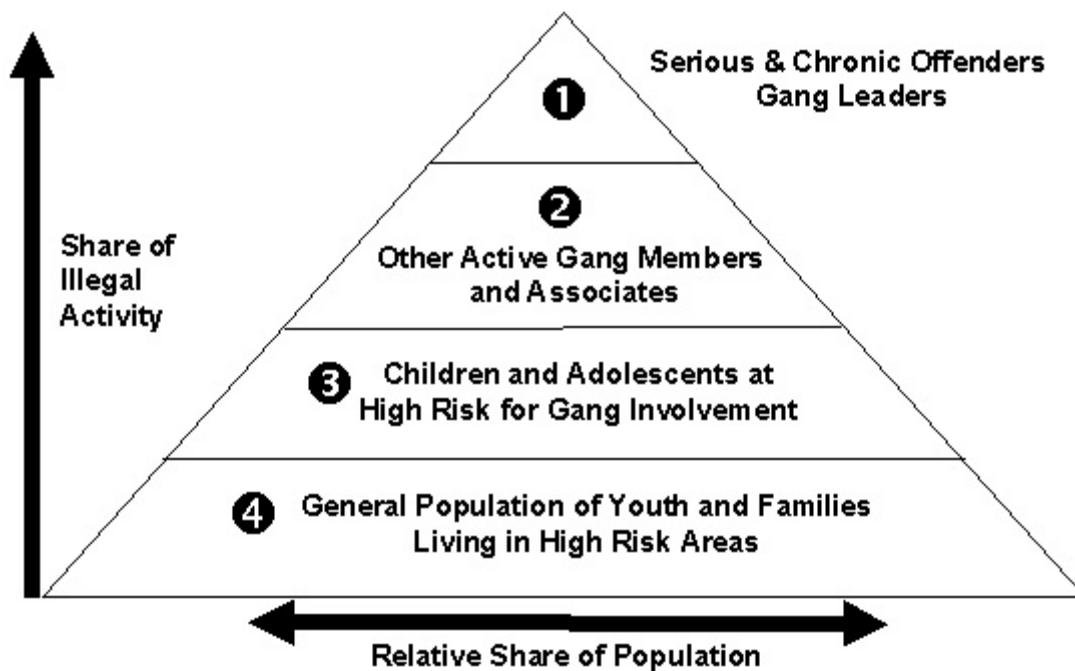 1
Serious & Chronic Offenders
Gang Leaders
2
Other Active Gang Members
and Associates
Share of
Illegal
Activity
3
Children and Adolescents at
High Risk for Gang Involvement
4
General Population of Youth and Families
Living in High Risk Areas
Relative Share of Population